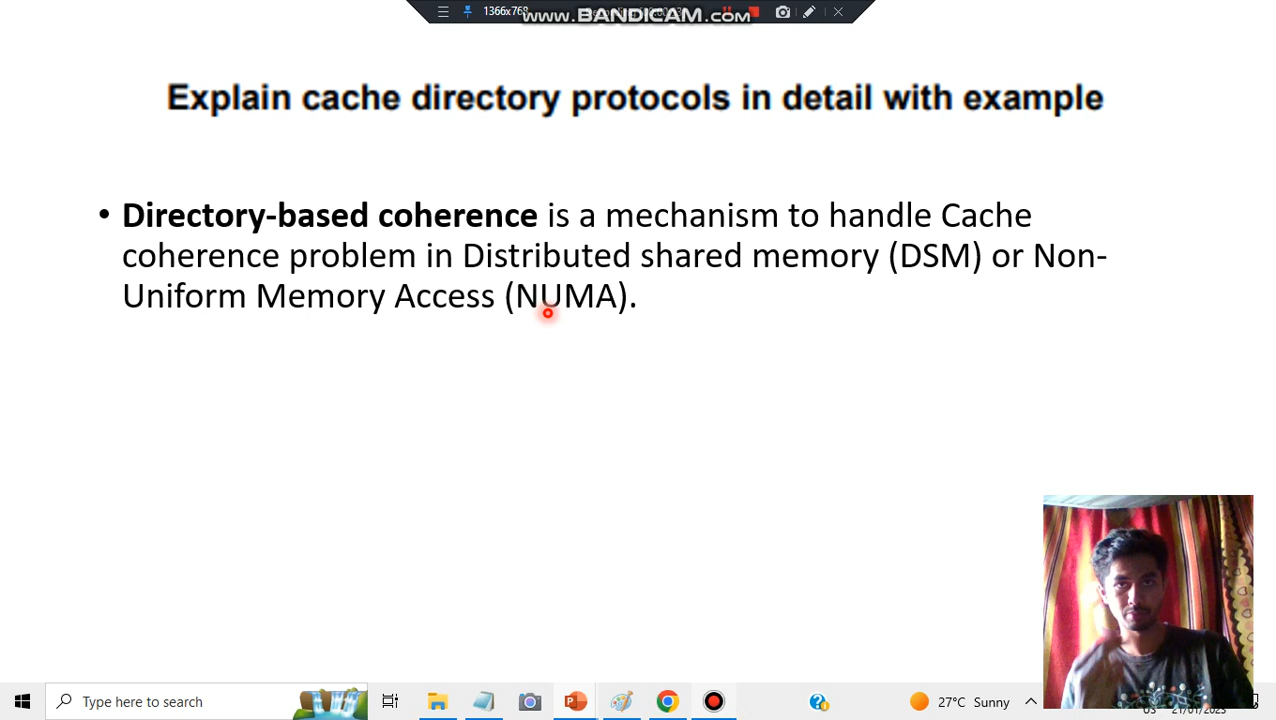 1366x768
www.BANDICAM.com
Explain cache directory protocols in detail with example
• Directory-based coherence is a mechanism to handle Cache
coherence problem in Distributed shared memory (DSM) or Non-
Uniform Memory Access (NUMA).
Type here to search
27°C Sunny